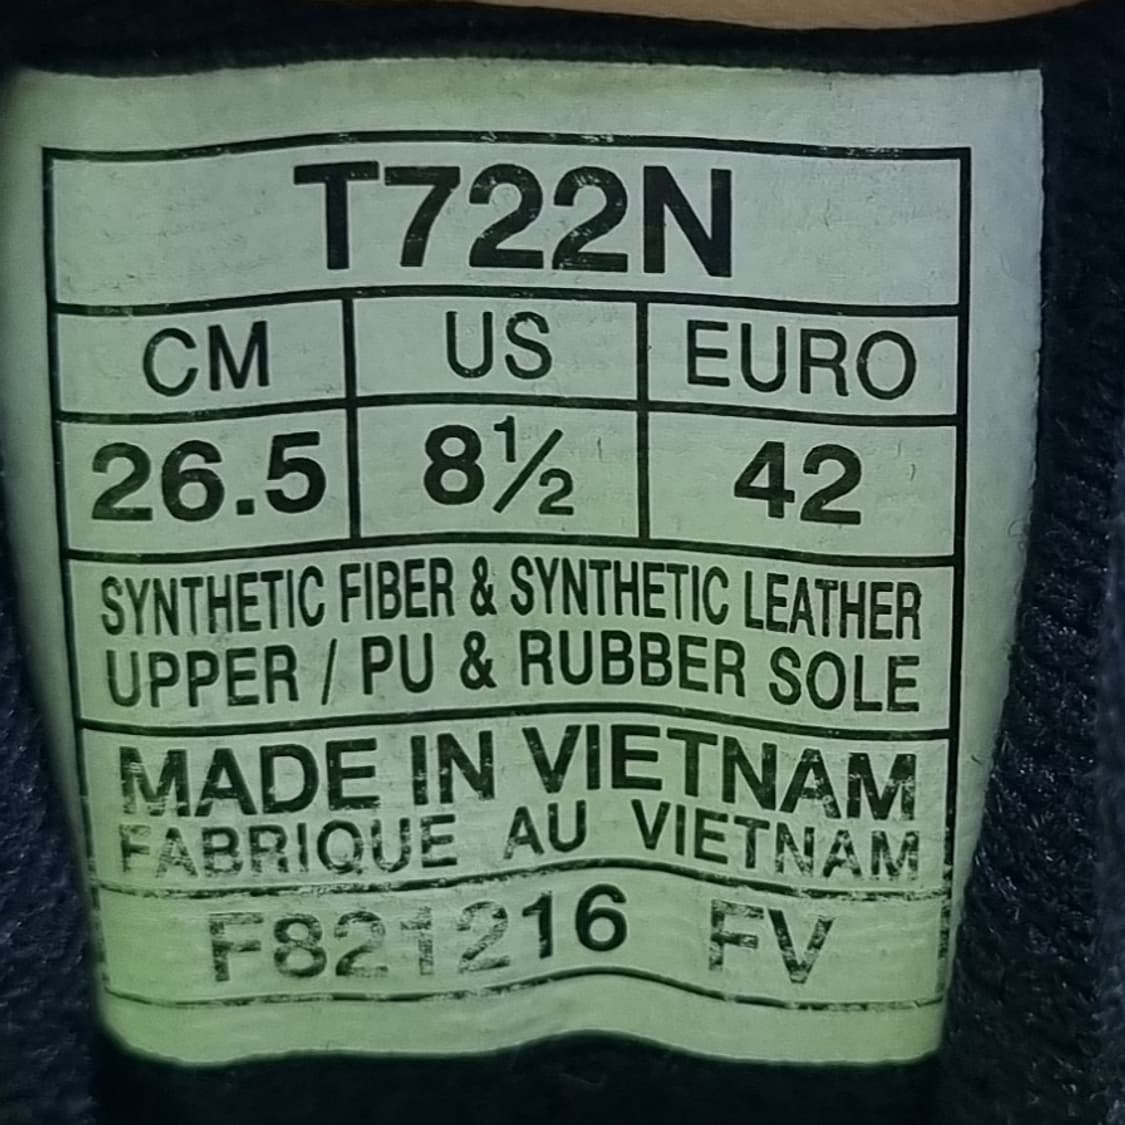 T722N
CM US EURO
26.5 8½ 42
SYNTHETIC FIBER & SYNTHETIC LEATHER
UPPER / PU & RUBBER SOLE
MADE IN VIETNAM
FABRIQUE AU VIETNAM
F821216 FV